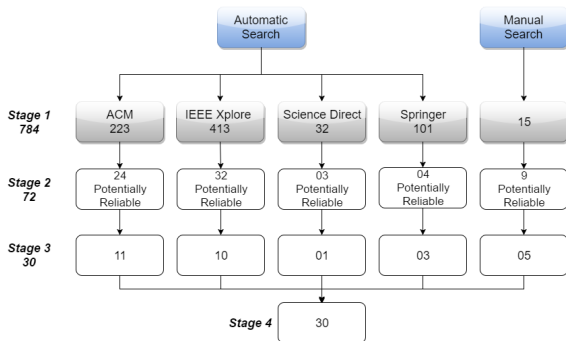 Automatic
Search
Manual
Search
Stage 1
784
ACM
223
IEEE Xplore
413
Science Direct
32
Springer
101
15
Stage 2
72
24
Potentially
Reliable
32
Potentially
Reliable
03
Potentially
Reliable
04
Potentially
Reliable
9
Potentially
Reliable
Stage 3
30
11
10
01
03
05
Stage 4
30